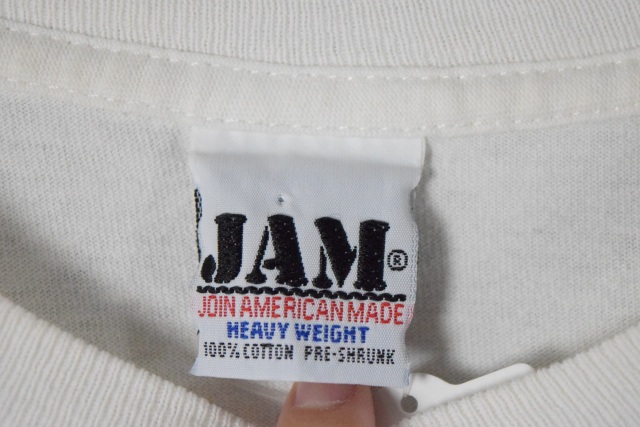 JAM®
JOIN AMERICAN MADE
HEAVY WEIGHT
100% COTTON PRE-SHRUNK